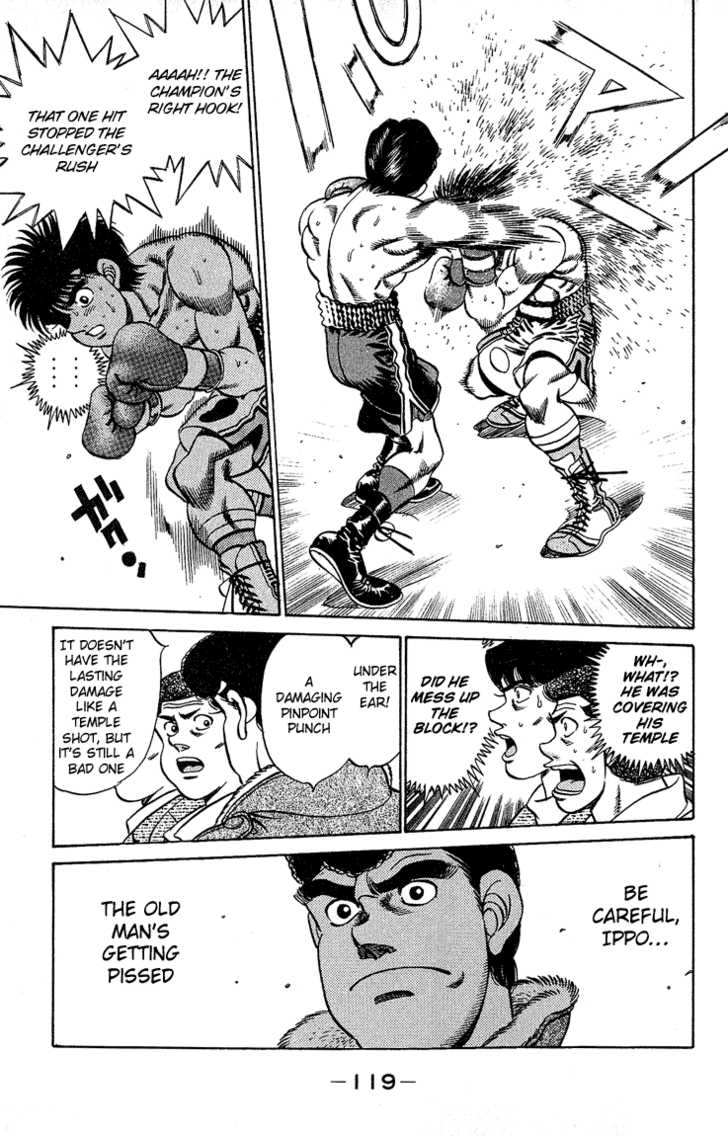 AAAAH!! THE
CHAMPION'S
RIGHT HOOK!
THAT ONE HIT
STOPPED THE
CHALLENGER'S
RUSH
......
WH-,
WHAT!?
HE WAS
COVERING
HIS
TEMPLE
DID HE
MESS UP
THE
BLOCK!?
UNDER
THE
EAR!
A
DAMAGING
PINPOINT
PUNCH
IT DOESN'T
HAVE THE
LASTING
DAMAGE
LIKE A
TEMPLE
SHOT, BUT
IT'S STILL A
BAD ONE
BE
CAREFUL,
IPPO...
THE OLD
MAN'S
GETTING
PISSED
-119-